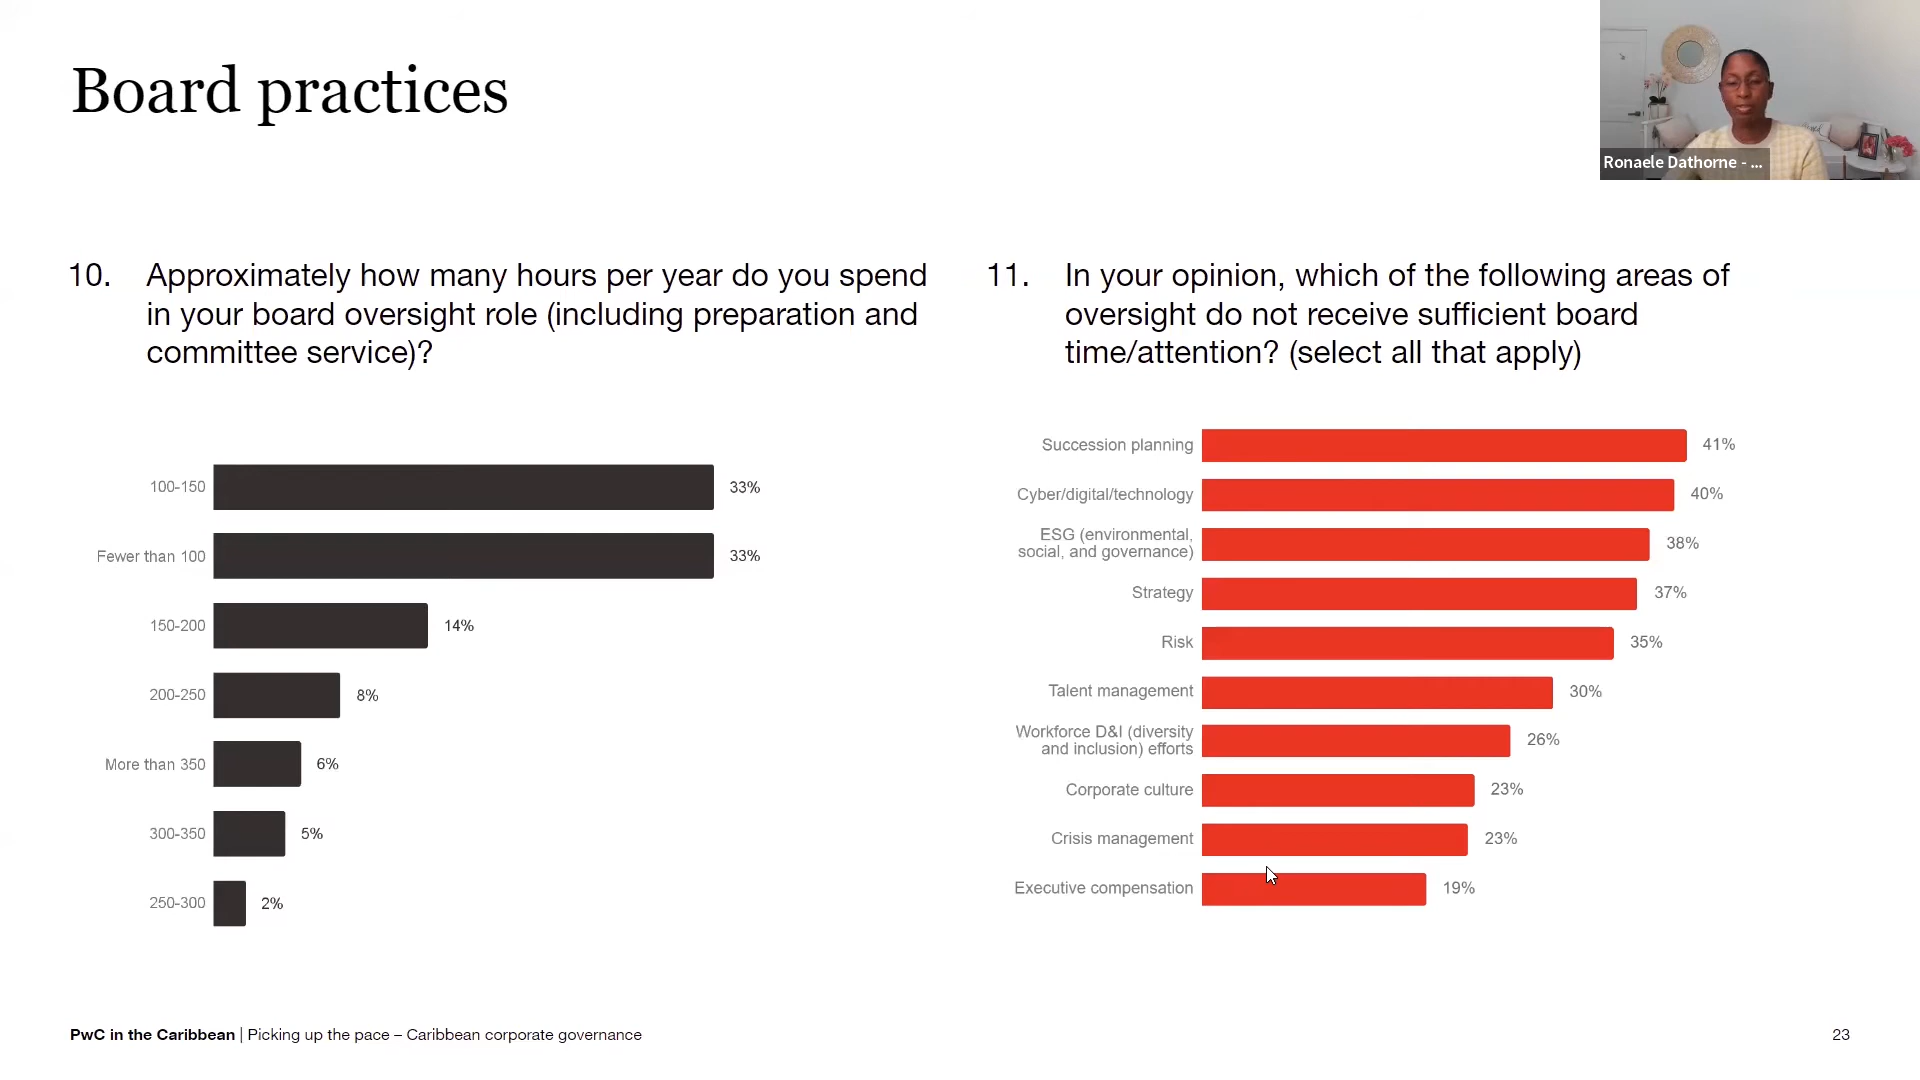 Board practices
Ronaele Dathorne - ...
10. Approximately how many hours per year do you spend
in your board oversight role (including preparation and
committee service)?
100-150 33%
Fewer than 100 33%
150-200 14%
200-250 8%
More than 350 6%
300-350 5%
250-300 2%
11. In your opinion, which of the following areas of
oversight do not receive sufficient board
time/attention? (select all that apply)
Succession planning 41%
Cyber/digital/technology 40%
ESG (environmental,
social, and governance) 38%
Strategy 37%
Risk 35%
Talent management 30%
Workforce D&I (diversity
and inclusion) efforts 26%
Corporate culture 23%
Crisis management 23%
Executive compensation 19%
PwC in the Caribbean | Picking up the pace – Caribbean corporate governance
23